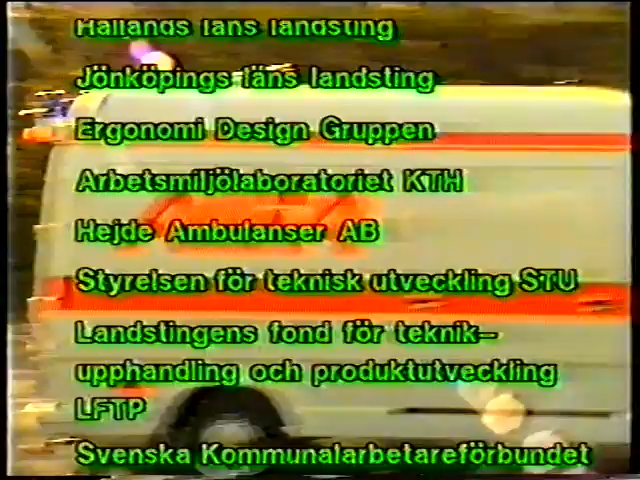 Hallands läns landsting
Jönköpings läns landsting
Ergonomi Design Gruppen
Arbetsmiljölaboratoriet KTH
Hejde Ambulanser AB
Styrelsen för teknisk utveckling STU
Landstingens fond för teknik-
upphandling och produktutveckling
LFTP
Svenska Kommunalarbetareförbundet